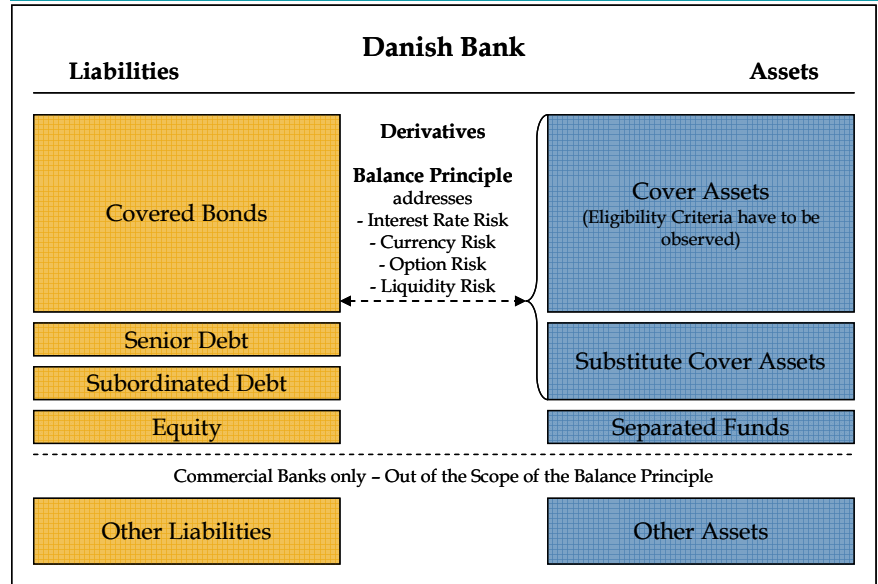 Danish Bank
Liabilities
Assets
Covered Bonds
Derivatives
Balance Principle
addresses
- Interest Rate Risk
- Currency Risk
- Option Risk
- Liquidity Risk
Cover Assets
(Eligibility Criteria have to be
observed)
Senior Debt
Subordinated Debt
Substitute Cover Assets
Equity
Separated Funds
Commercial Banks only – Out of the Scope of the Balance Principle
Other Liabilities
Other Assets